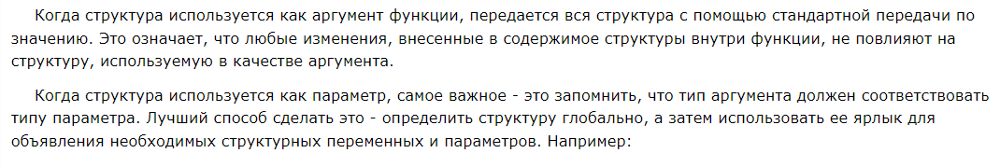 Когда структура используется как аргумент функции, передается вся структура с помощью стандартной передачи по
значению. Это означает, что любые изменения, внесенные в содержимое структуры внутри функции, не повлияют на
структуру, используемую в качестве аргумента.
Когда структура используется как параметр, самое важное - это запомнить, что тип аргумента должен соответствовать
типу параметра. Лучший способ сделать это - определить структуру глобально, а затем использовать ее ярлык для
объявления необходимых структурных переменных и параметров. Например: